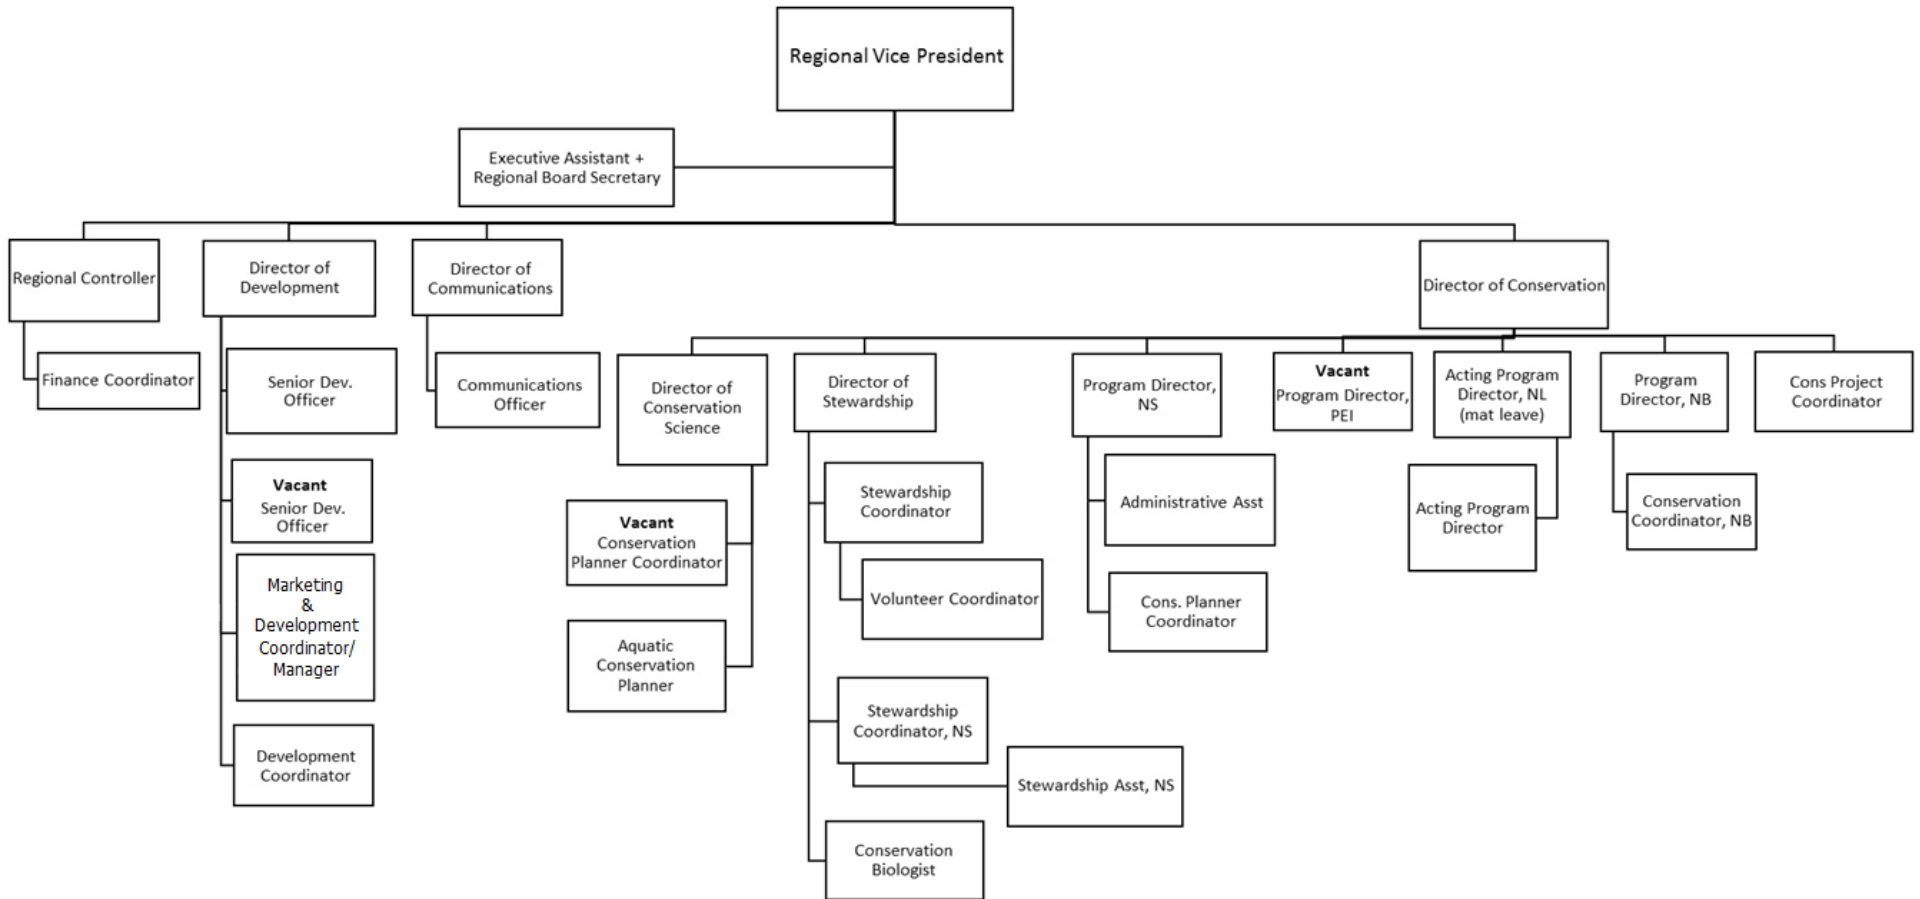 Regional Vice President
Executive Assistant +
Regional Board Secretary
Regional Controller
Director of
Development
Director of
Communications
Director of Conservation
Finance Coordinator
Senior Dev.
Officer
Communications
Officer
Director of
Conservation
Science
Director of
Stewardship
Program Director,
NS
Vacant
Program Director,
PEI
Acting Program
Director, NL
(mat leave)
Program
Director, NB
Cons Project
Coordinator
Vacant
Senior Dev.
Officer
Vacant
Conservation
Planner Coordinator
Stewardship
Coordinator
Administrative Asst
Acting Program
Director
Conservation
Coordinator, NB
Marketing
&
Development
Coordinator/
Manager
Aquatic
Conservation
Planner
Volunteer Coordinator
Cons. Planner
Coordinator
Development
Coordinator
Stewardship
Coordinator, NS
Stewardship Asst, NS
Conservation
Biologist